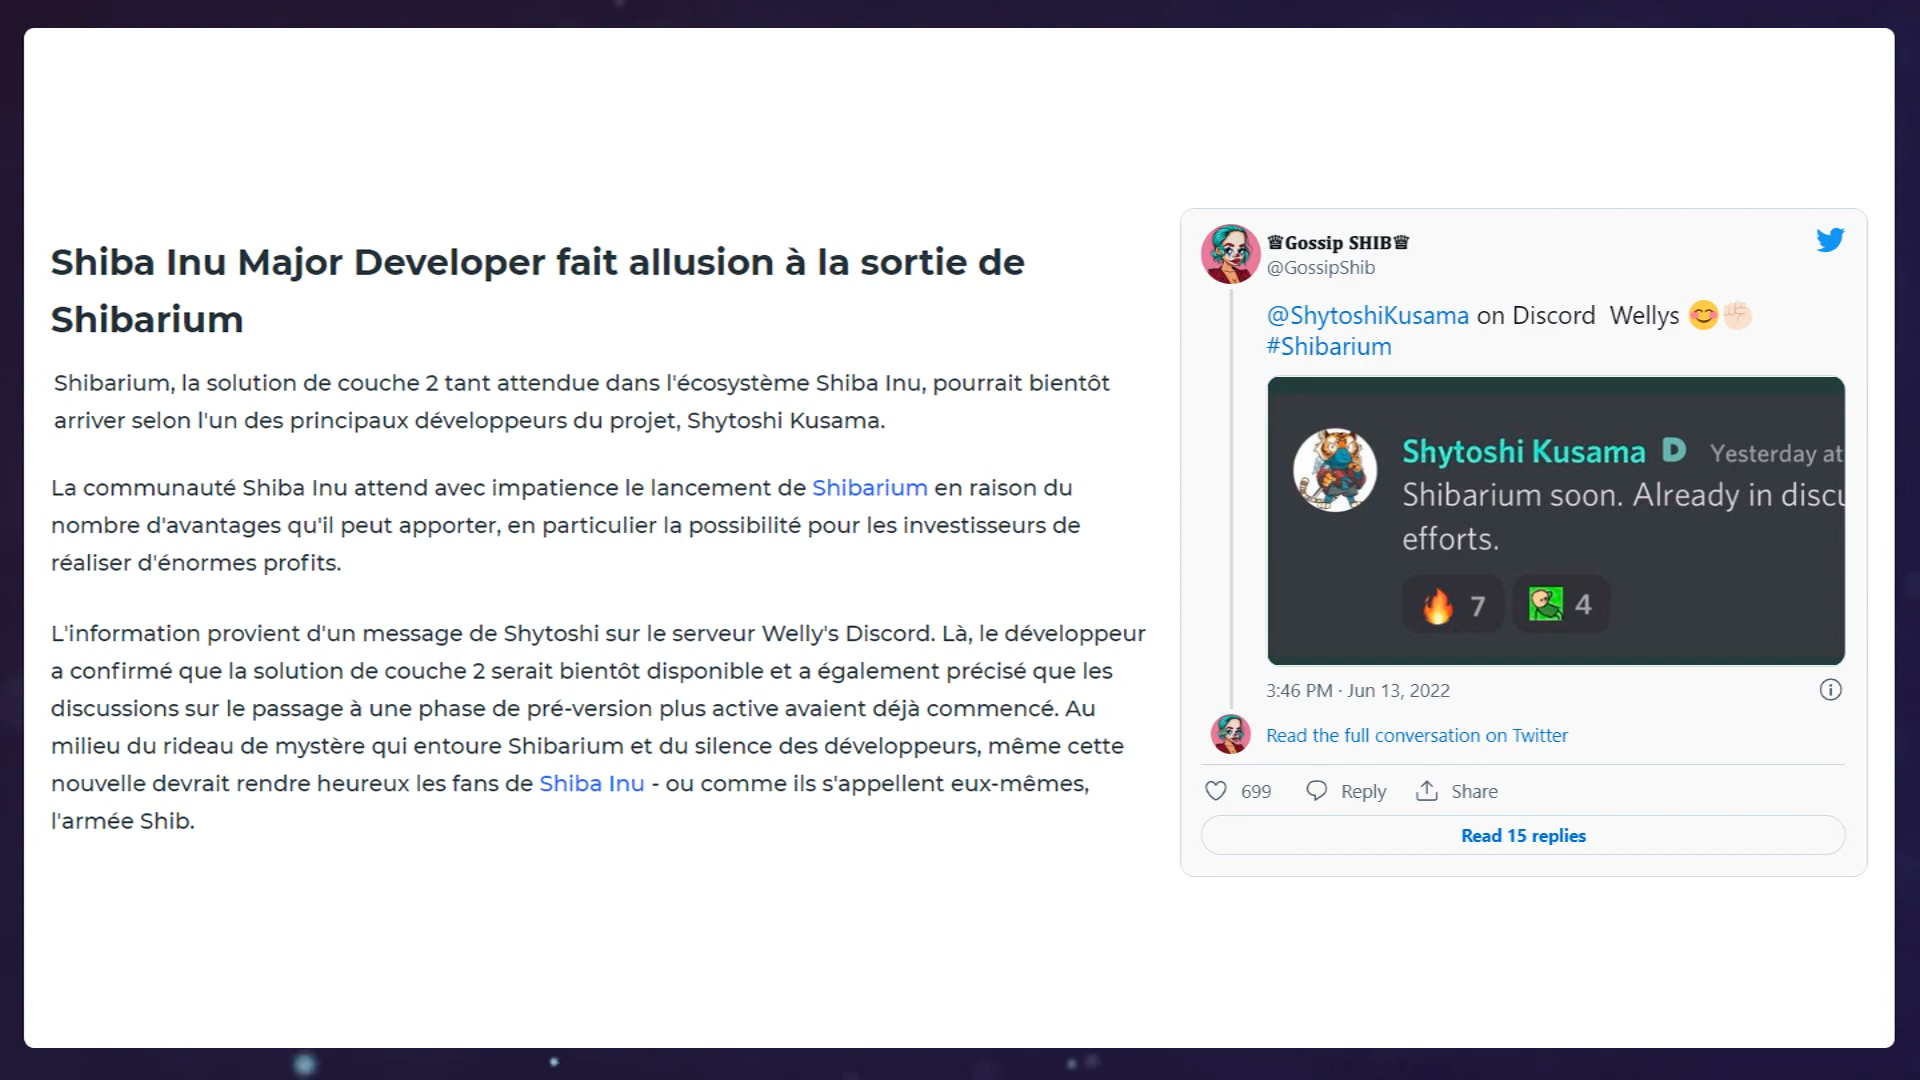 Shiba Inu Major Developer fait allusion à la sortie de
Shibarium
Shibarium, la solution de couche 2 tant attendue dans l'écosystème Shiba Inu, pourrait bientôt
arriver selon l'un des principaux développeurs du projet, Shytoshi Kusama.
La communauté Shiba Inu attend avec impatience le lancement de Shibarium en raison du
nombre d'avantages qu'il peut apporter, en particulier la possibilité pour les investisseurs de
réaliser d'énormes profits.
L'information provient d'un message de Shytoshi sur le serveur Welly's Discord. Là, le développeur
a confirmé que la solution de couche 2 serait bientôt disponible et a également précisé que les
discussions sur le passage à une phase de pré-version plus active avaient déjà commencé. Au
milieu du rideau de mystère qui entoure Shibarium et du silence des développeurs, même cette
nouvelle devrait rendre heureux les fans de Shiba Inu - ou comme ils s'appellent eux-mêmes,
l'armée Shib.
♕Gossip SHIB♕
@GossipShib
@ShytoshiKusama on Discord Wellys 😊✊🏻
#Shibarium
Shytoshi Kusama D Yesterday at
Shibarium soon. Already in discu
efforts.
🔥 7 4
3:46 PM · Jun 13, 2022
Read the full conversation on Twitter
699 Reply Share
Read 15 replies